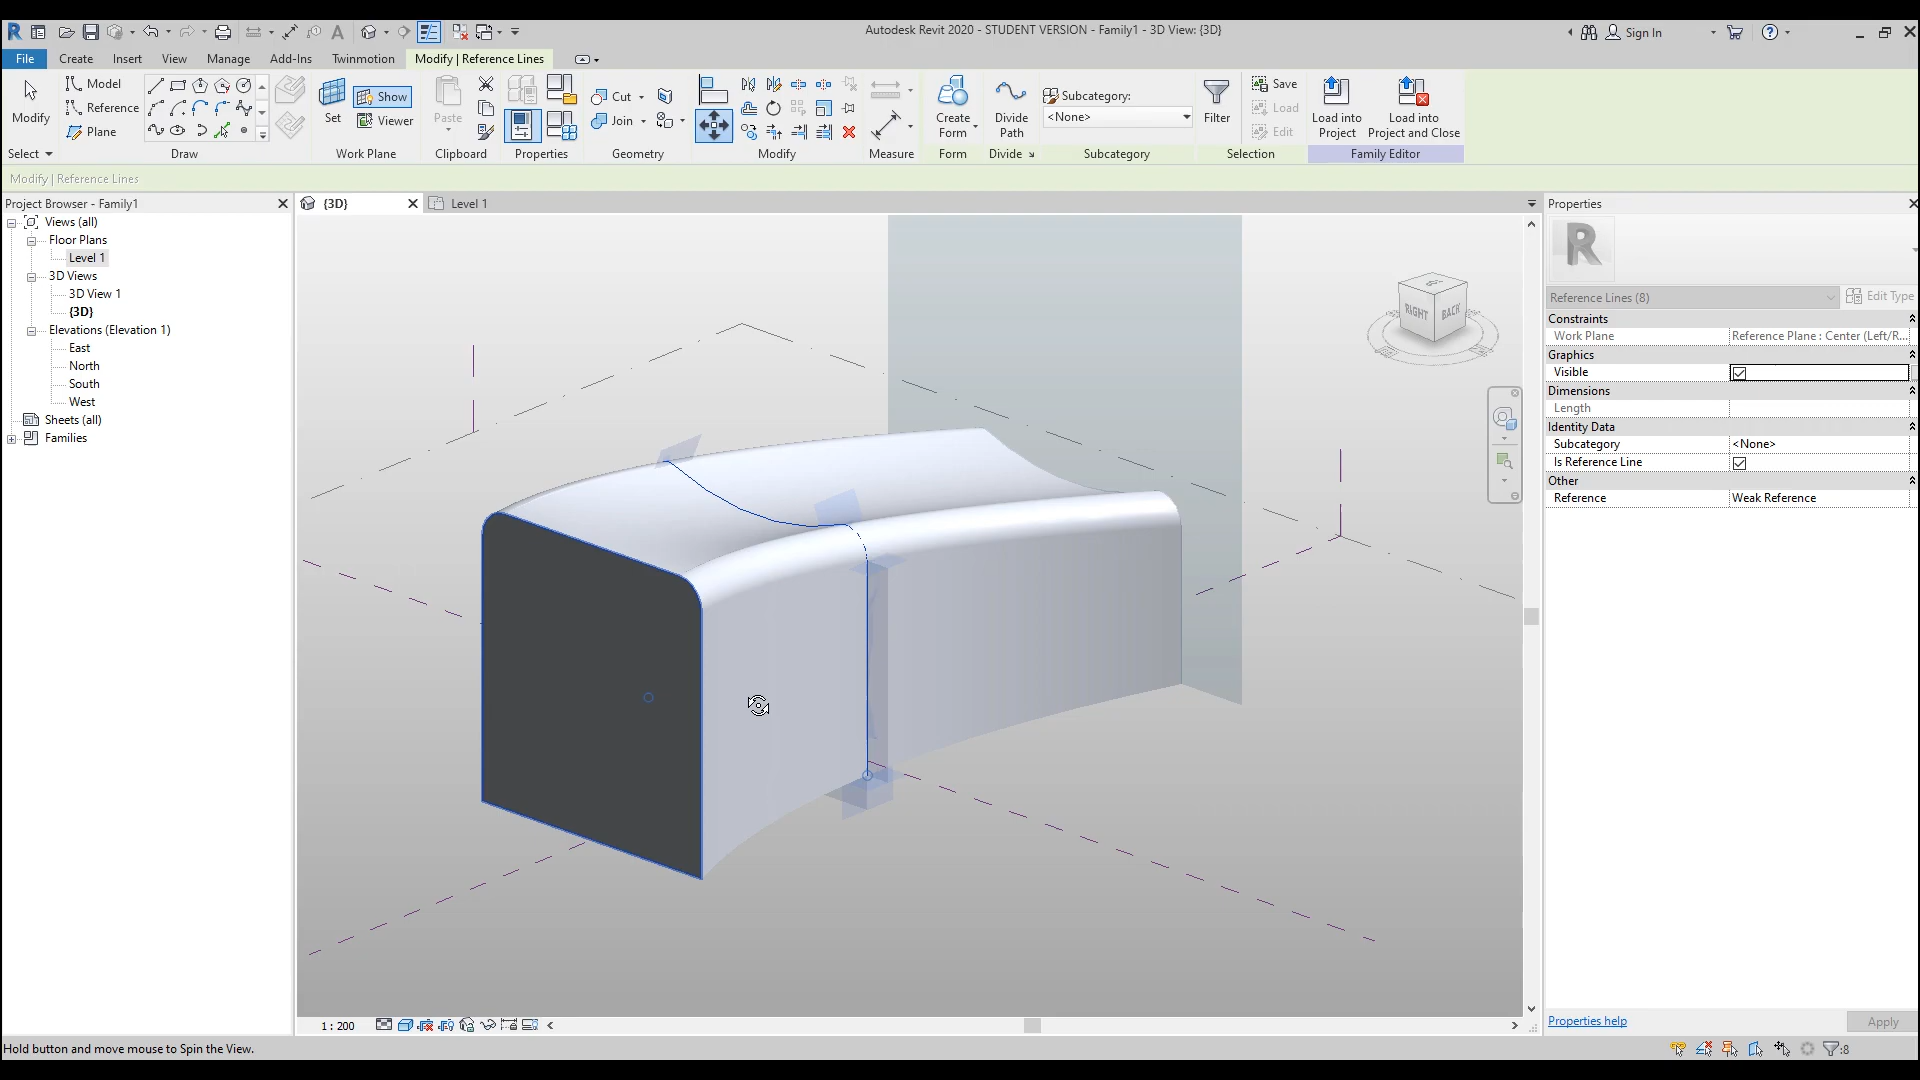 Autodesk Revit 2020 - STUDENT VERSION - Family1 - 3D View: {3D}
Sign In
File Create Insert View Manage Add-Ins Twinmotion Modify | Reference Lines
Modify
Model
Reference
Plane
Set
Show
Viewer
Paste
Cut
Join
Create Form
Divide Path
Subcategory:
<None>
Filter
Save
Load
Edit
Load into Project
Load into Project and Close
Select Draw Work Plane Clipboard Properties Geometry Modify Measure Form Divide Subcategory Selection Family Editor
Modify | Reference Lines
Project Browser - Family1
Views (all)
Floor Plans
Level 1
3D Views
3D View 1
{3D}
Elevations (Elevation 1)
East
North
South
West
Sheets (all)
Families
{3D}
Level 1
RIGHT
BACK
Properties
R
Reference Lines (8)
Edit Type
Constraints
Work Plane Reference Plane : Center (Left/R...
Graphics
Visible
Dimensions
Length
Identity Data
Subcategory <None>
Is Reference Line
Other
Reference Weak Reference
Properties help
Apply
1 : 200
Hold button and move mouse to Spin the View.
:8